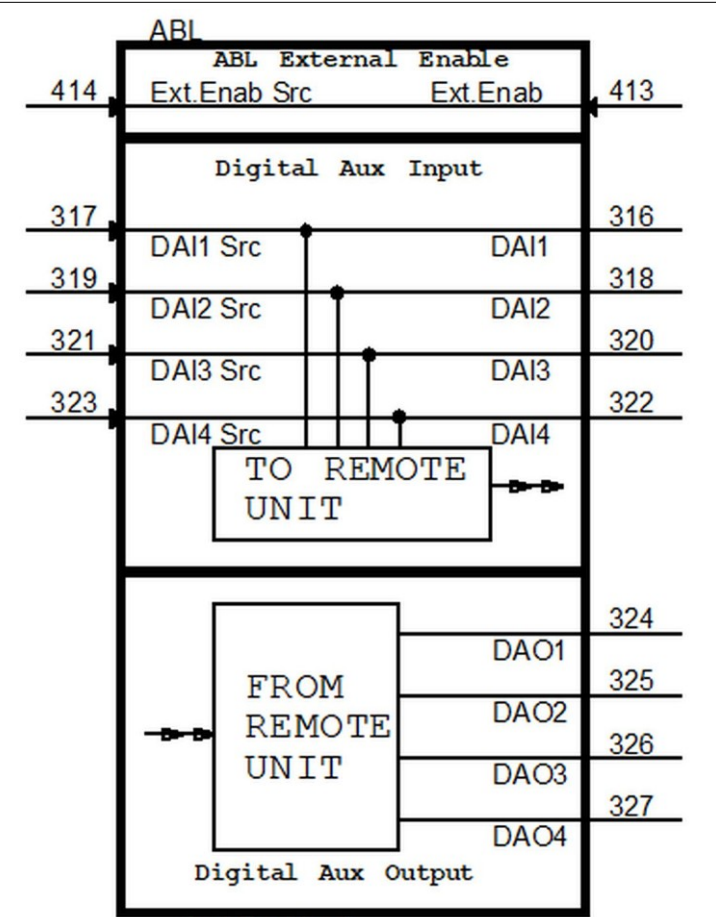 ABL
ABL External Enable
414 Ext.Enab Src Ext.Enab 413
Digital Aux Input
317 316
DAI1 Src DAI1
319 318
DAI2 Src DAI2
321 320
DAI3 Src DAI3
323 322
DAI4 Src DAI4
TO REMOTE
UNIT
324
DAO1
325
FROM
DAO2
REMOTE
326
UNIT
DAO3
327
DAO4
Digital Aux Output